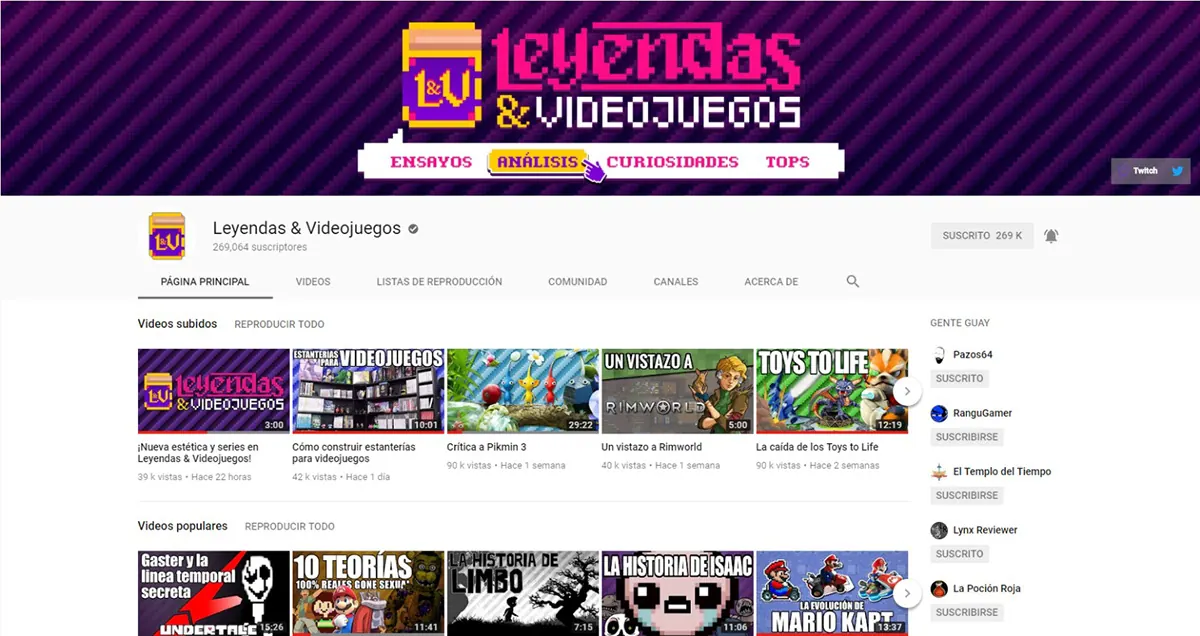 Leyendas
L&V
& VIDEOJUEGOS
ENSAYOS ANÁLISIS CURIOSIDADES TOPS
Twitch
L&V
Leyendas & Videojuegos
269,064 suscriptores
SUSCRITO 269 K
PÁGINA PRINCIPAL VIDEOS LISTAS DE REPRODUCCIÓN COMUNIDAD CANALES ACERCA DE
Videos subidos REPRODUCIR TODO
L&V Leyendas
& VIDEOJUEGOS
3:00
ESTANTERÍAS
PARA VIDEOJUEGOS
10:01
29:22
UN VISTAZO A
RIMWORLD
5:00
TOYS TO LIFE
12:19
¡Nueva estética y series en
Leyendas & Videojuegos!
39 k vistas • Hace 22 horas
Cómo construir estanterías
para videojuegos
42 k vistas • Hace 1 día
Crítica a Pikmin 3
90 k vistas • Hace 1 semana
Un vistazo a Rimworld
40 k vistas • Hace 1 semana
La caída de los Toys to Life
90 k vistas • Hace 2 semanas
Videos populares REPRODUCIR TODO
Gaster y la
linea temporal
secreta
UNDERTALE
15:26
10 TEORÍAS
100% REALES GONE SEXUAL
11:41
LA HISTORIA DE
LIMBO
7:15
LA HISTORIA DE ISAAC
11:06
LA EVOLUCIÓN DE
MARIO KART
13:37
GENTE GUAY
Pazos64
SUSCRITO
RanguGamer
SUSCRIBIRSE
El Templo del Tiempo
SUSCRIBIRSE
Lynx Reviewer
SUSCRITO
La Poción Roja
SUSCRIBIRSE